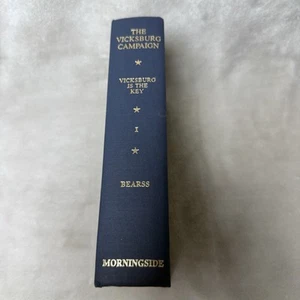 THE
VICKSBURG
CAMPAIGN
VICKSBURG
IS THE
KEY
I
BEARSS
MORNINGSIDE